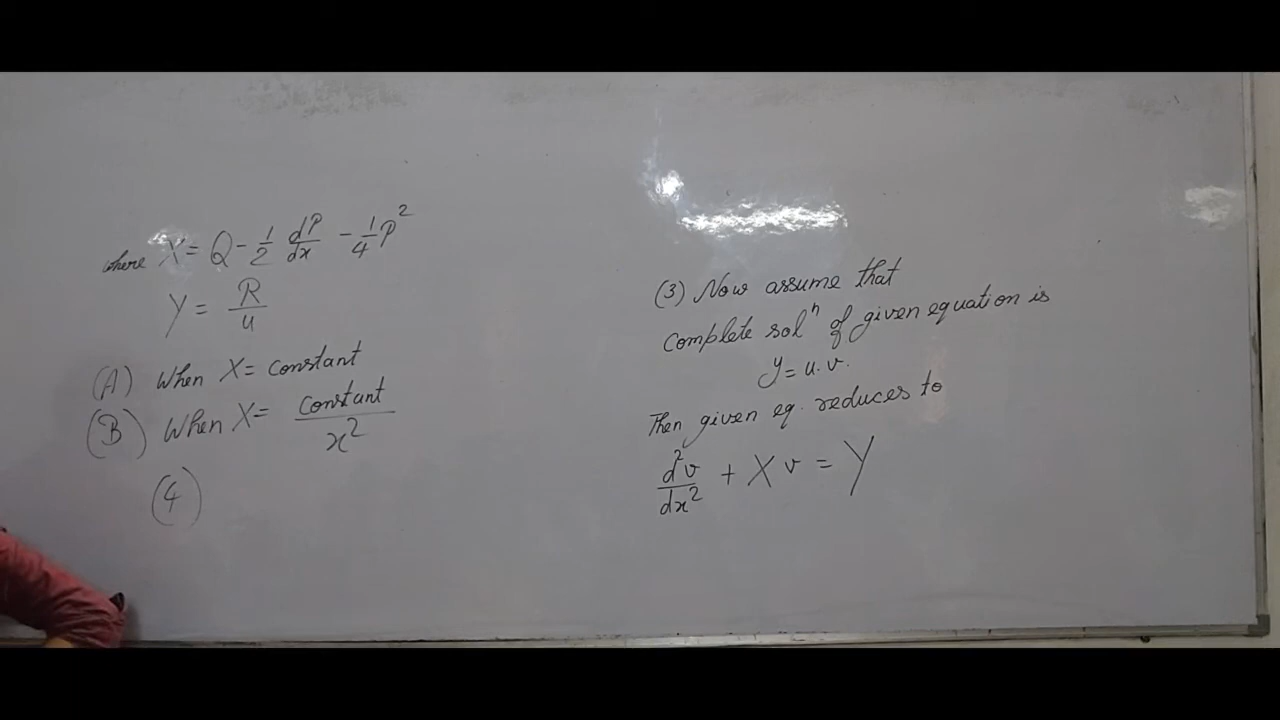 where X = Q - 1/2 dP/dx - 1/4 P²
Y = R/u
(A) When X = constant
(B) When X = constant/x²
(4)
(3) Now assume that
complete solⁿ of given equation is
y = u.v.
Then given eq. reduces to
d²v/dx² + Xv = Y